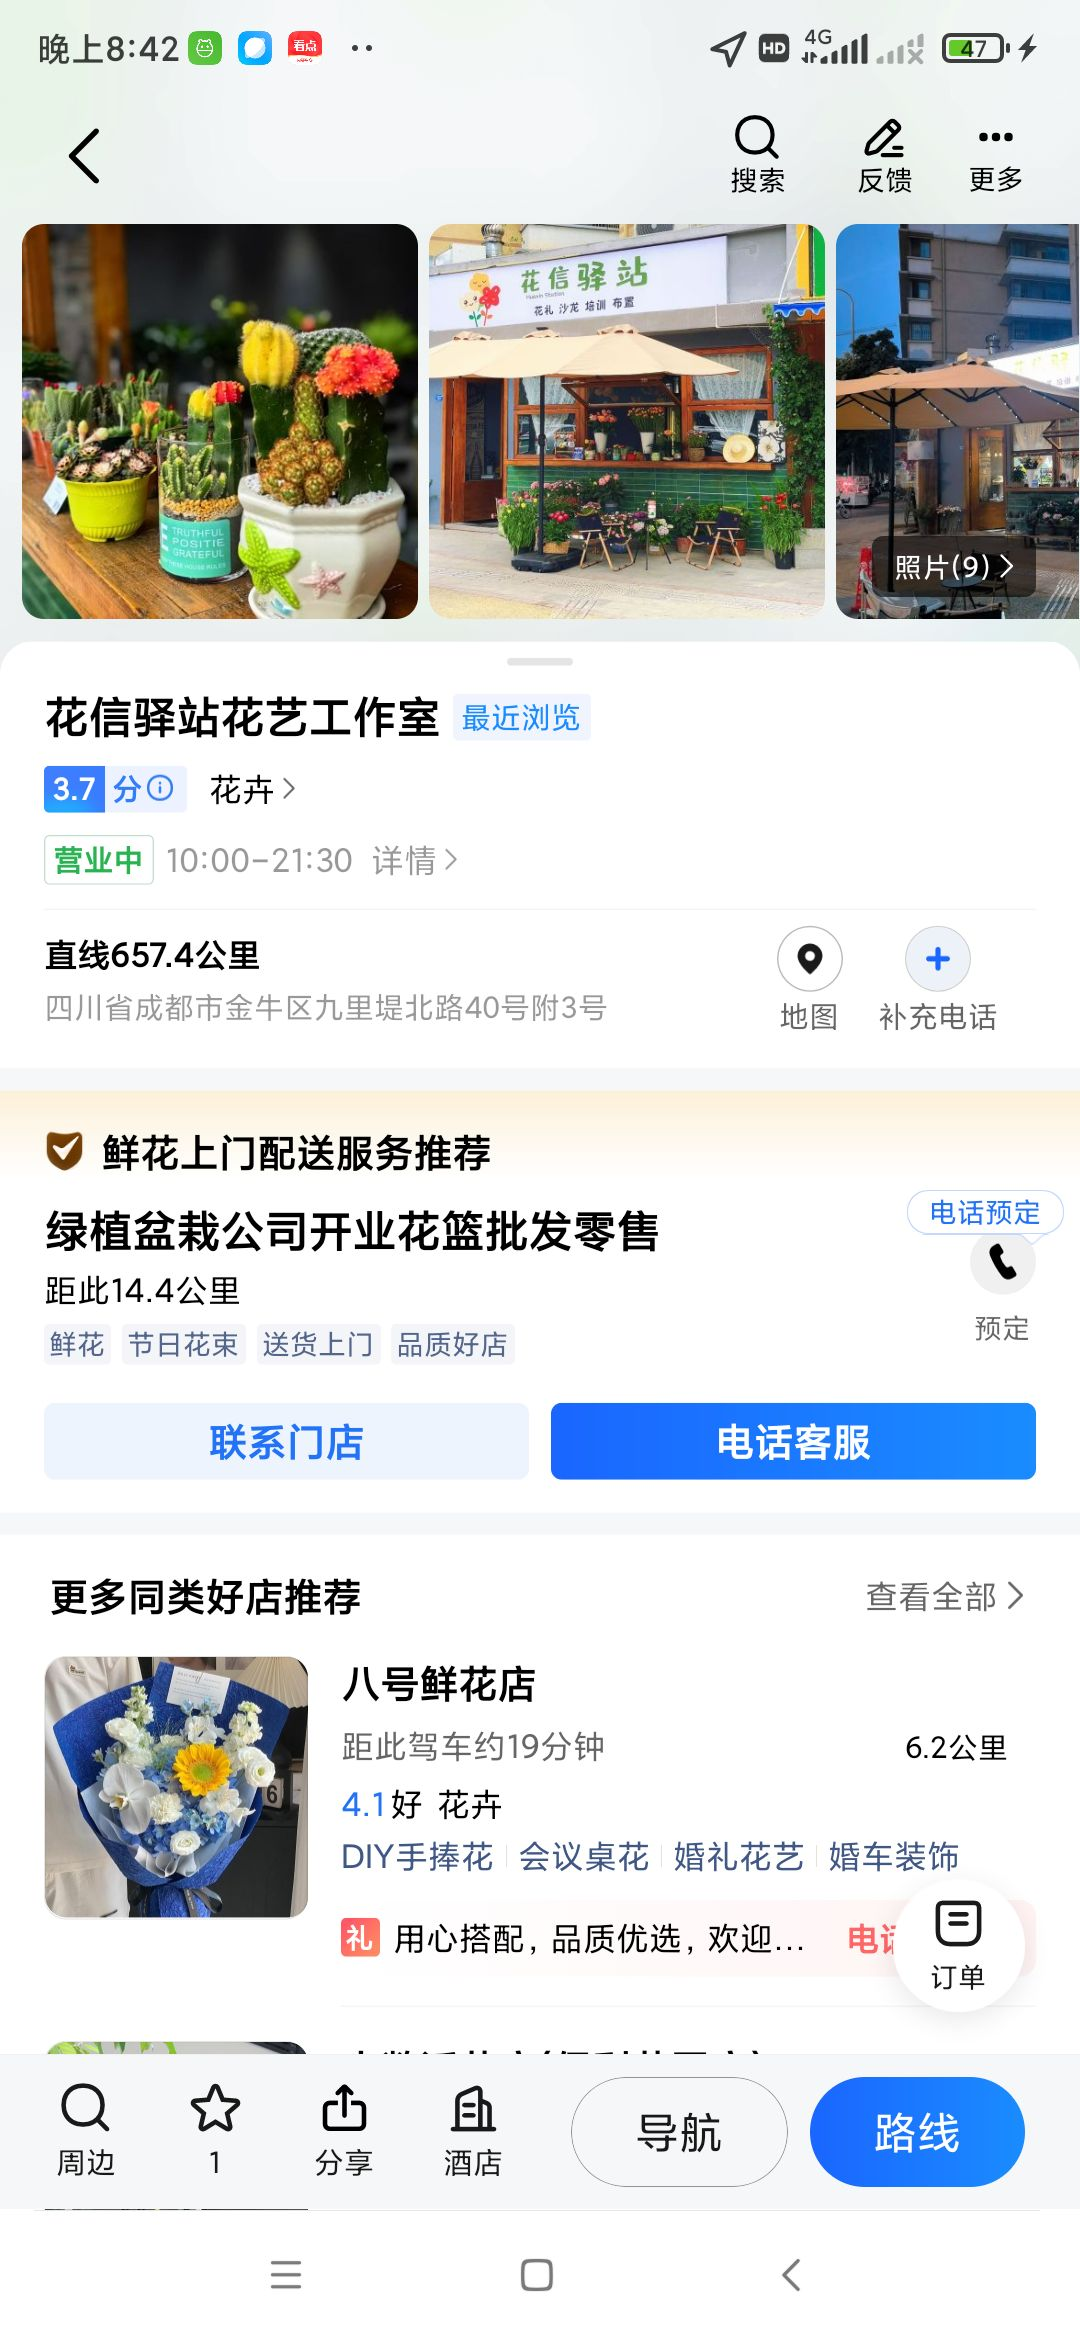 晚上8:42
看点
HD
4G
47
搜索
反馈
更多
TRUTHFUL
POSITIE
GRATEFUL
花信驿站
花礼 沙龙 培训 布置
照片(9)
花信驿站花艺工作室
最近浏览
3.7分
花卉
营业中
10:00-21:30
详情
直线657.4公里
四川省成都市金牛区九里堤北路40号附3号
地图
补充电话
鲜花上门配送服务推荐
绿植盆栽公司开业花篮批发零售
电话预定
距此14.4公里
预定
鲜花
节日花束
送货上门
品质好店
联系门店
电话客服
更多同类好店推荐
查看全部
八号鲜花店
距此驾车约19分钟
6.2公里
4.1好 花卉
DIY手捧花
会议桌花
婚礼花艺
婚车装饰
礼 用心搭配，品质优选，欢迎...
电话
订单
周边
1
分享
酒店
导航
路线